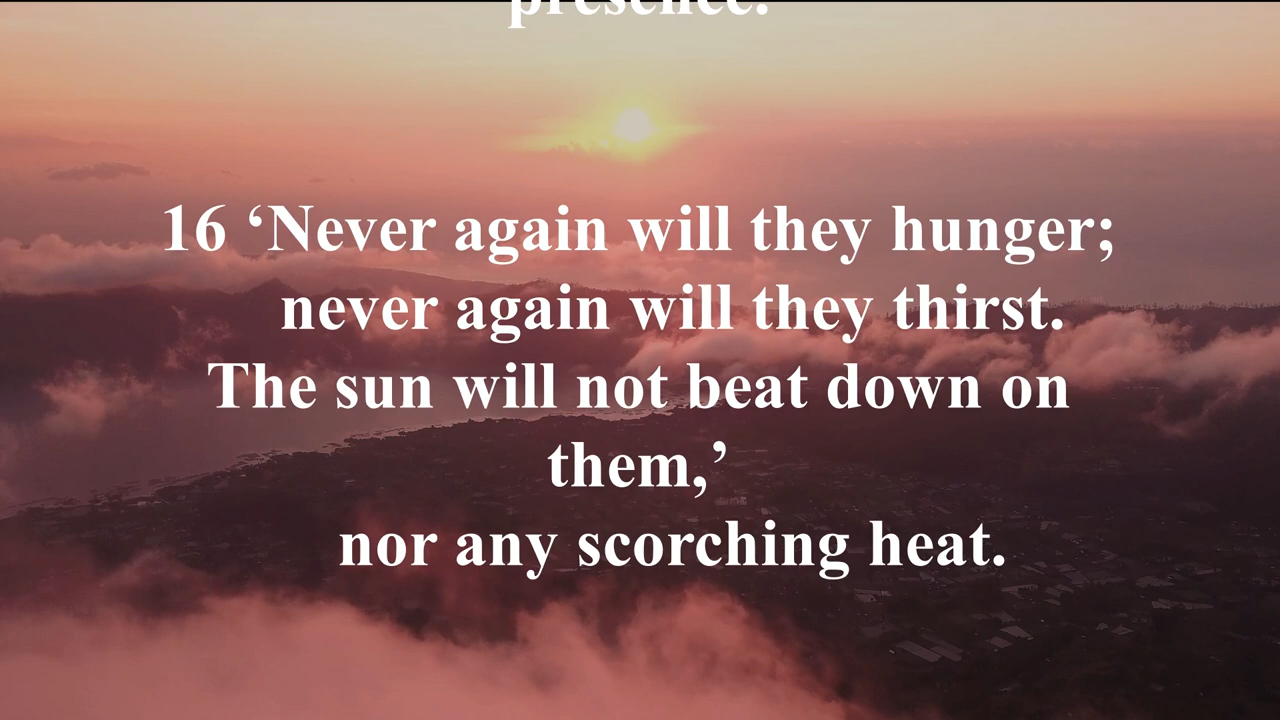 presence.
16 ‘Never again will they hunger;
never again will they thirst.
The sun will not beat down on
them,’
nor any scorching heat.